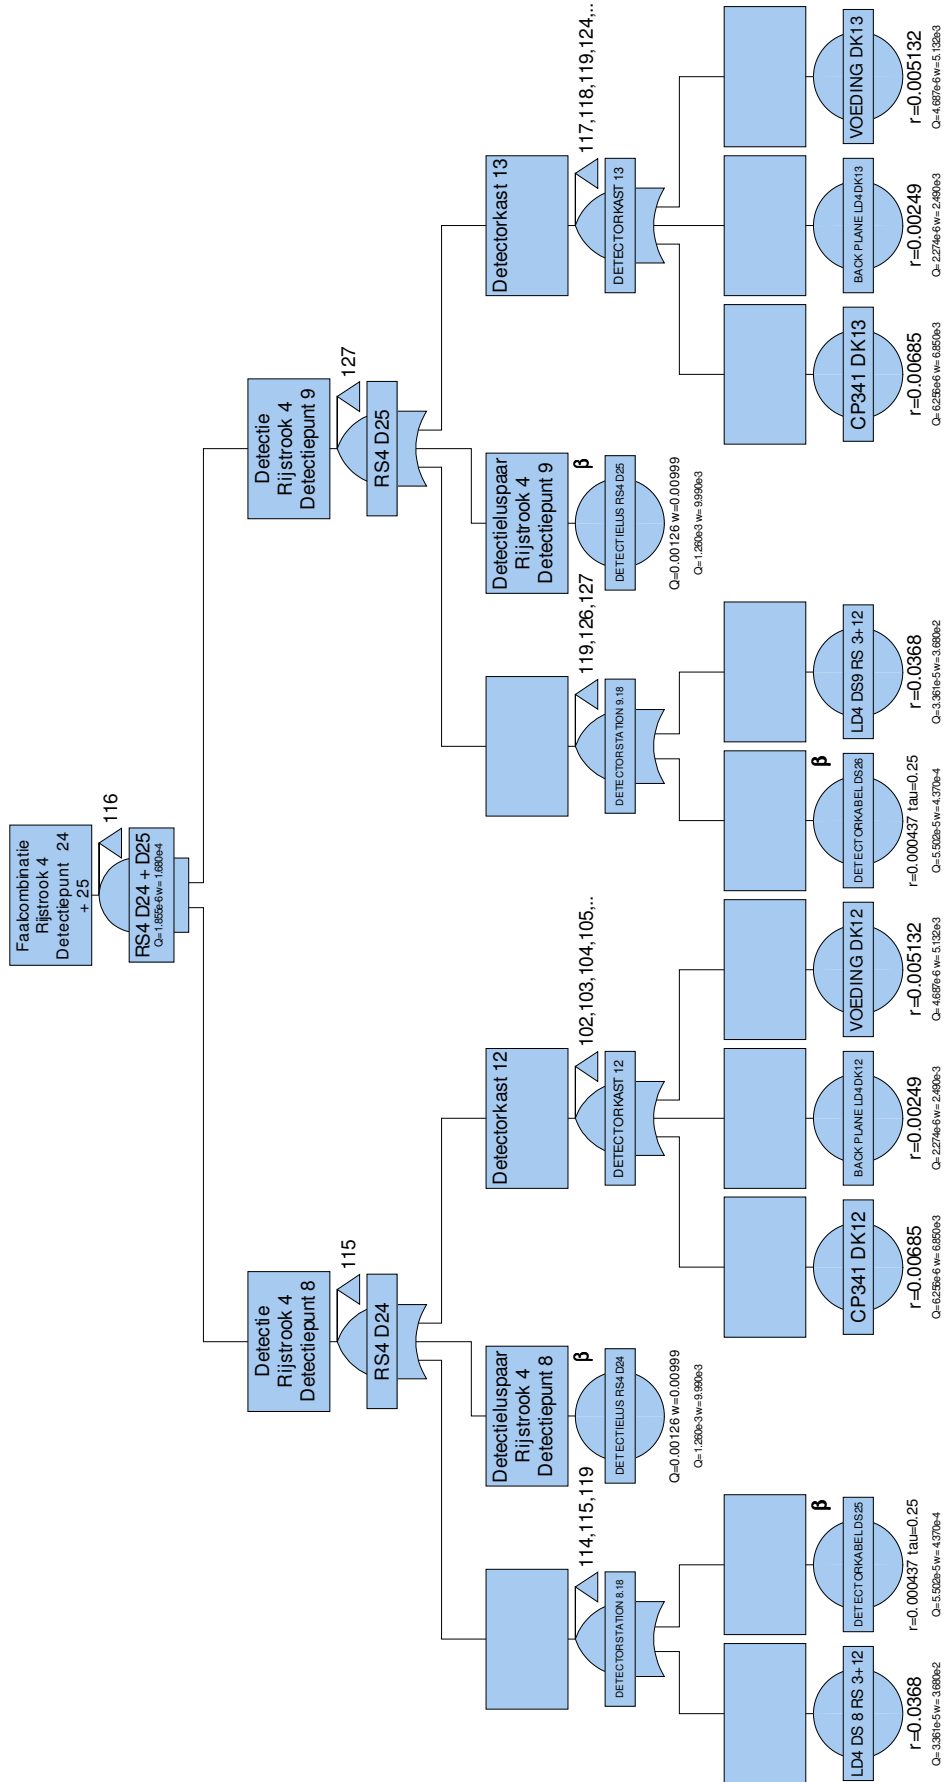 Faalcombinatie
Rijstrook 4
Detectiepunt 24
+ 25
116
RS4 D24 + D25
Q=1.855e-6 w= 1.680e-4
Detectie
Rijstrook 4
Detectiepunt 8
115
RS4 D24
Detectie
Rijstrook 4
Detectiepunt 9
127
RS4 D25
114,115,119
DETECTORSTATION 8.18
Detectieluspaar
Rijstrook 4
Detectiepunt 8
β
DETECTIELUS RS4 D24
Q=0.00126 w=0.00999
Q=1.260e-3 w= 9.990e-3
Detectorkast 12
102,103,104,105,..
DETECTORKAST 12
119,126,127
DETECTORSTATION 9.18
Detectieluspaar
Rijstrook 4
Detectiepunt 9
β
DETECTIELUS RS4 D25
Q=0.00126 w=0.00999
Q=1.260e-3 w= 9.990e-3
Detectorkast 13
117,118,119,124,..
DETECTORKAST 13
LD4 DS 8 RS 3+12
r=0.0368
Q=3.361e-5 w= 3.680e-2
β
DETECTORKABEL DS25
r=0.000437 tau=0.25
Q=5.502e-5 w= 4.370e-4
CP341 DK12
r=0.00685
Q=6.256e-6 w= 6.850e-3
BACK PLANE LD4 DK12
r=0.00249
Q=2.274e-6 w= 2.490e-3
VOEDING DK12
r=0.005132
Q=4.687e-6 w= 5.132e-3
β
DETECTORKABEL DS26
r=0.000437 tau=0.25
Q=5.502e-5 w= 4.370e-4
LD4 DS9 RS 3+12
r=0.0368
Q=3.361e-5 w= 3.680e-2
CP341 DK13
r=0.00685
Q=6.256e-6 w= 6.850e-3
BACK PLANE LD4 DK13
r=0.00249
Q=2.274e-6 w= 2.490e-3
VOEDING DK13
r=0.005132
Q=4.687e-6 w= 5.132e-3